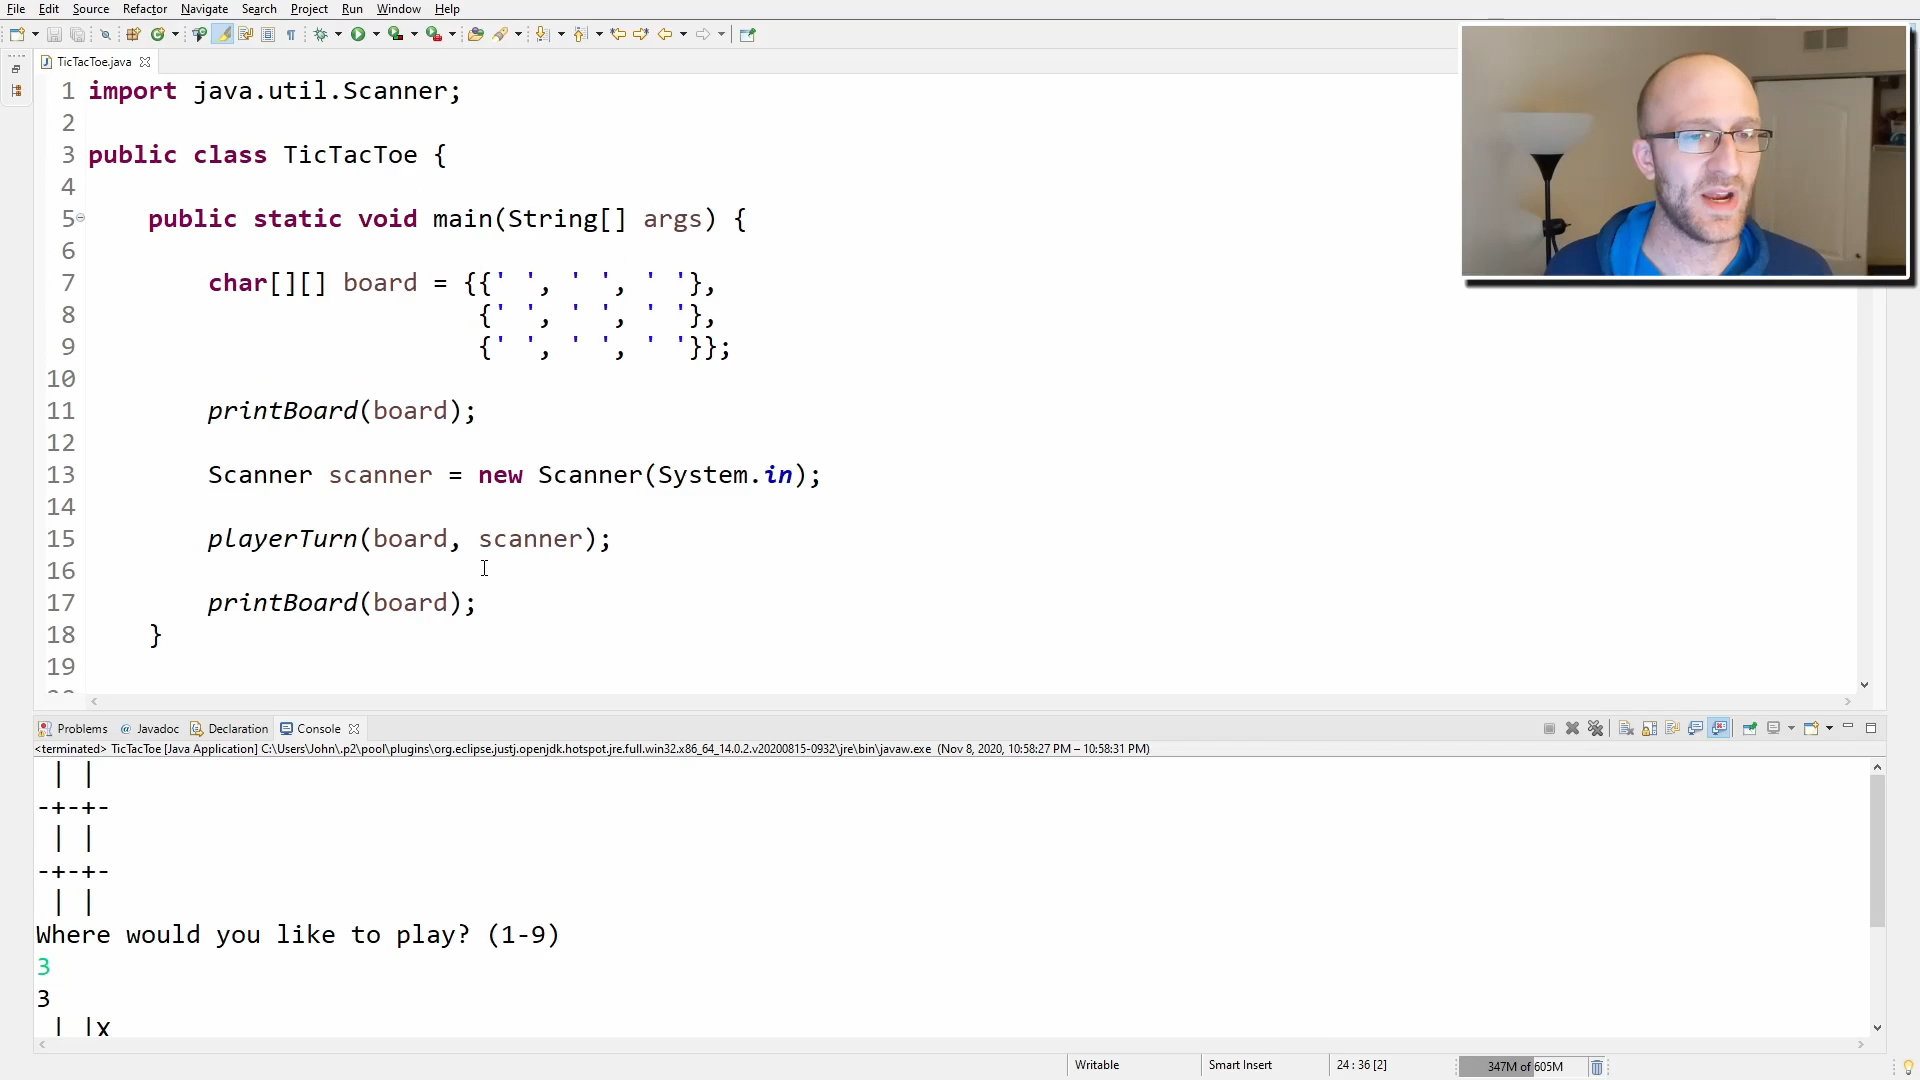 File Edit Source Refactor Navigate Search Project Run Window Help
TicTacToe.java
1 import java.util.Scanner;
2
3 public class TicTacToe {
4
5 public static void main(String[] args) {
6
7 char[][] board = {{' ', ' ', ' '},
8 {' ', ' ', ' '},
9 {' ', ' ', ' '}};
10
11 printBoard(board);
12
13 Scanner scanner = new Scanner(System.in);
14
15 playerTurn(board, scanner);
16
17 printBoard(board);
18 }
19
Problems @ Javadoc Declaration Console
<terminated> TicTacToe [Java Application] C:\Users\John\.p2\pool\plugins\org.eclipse.justj.openjdk.hotspot.jre.full.win32.x86_64_14.0.2.v20200815-0932\jre\bin\javaw.exe (Nov 8, 2020, 10:58:27 PM – 10:58:31 PM)
| |
-+-+-
| |
-+-+-
| |
Where would you like to play? (1-9)
3
3
| |x
Writable Smart Insert 24 : 36 [2] 347M of 605M